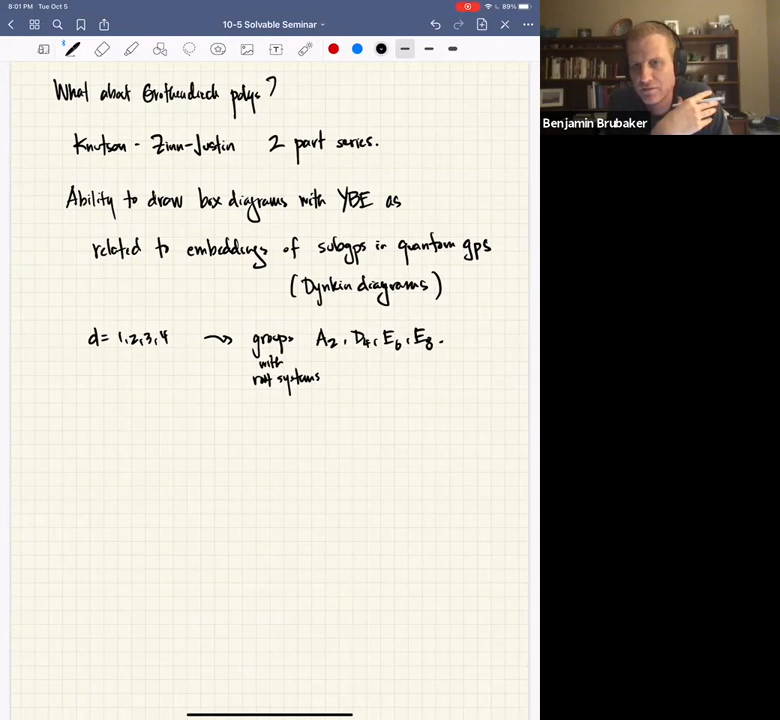 8:01 PM Tue Oct 5
89%
10-5 Solvable Seminar
What about Grothendieck polys?
Knutson - Zinn-Justin 2 part series.
Ability to draw box diagrams with YBE as
related to embeddings of subgps in quantum gps
(Dynkin diagrams)
d = 1,2,3,4 ⇝ groups A₂, D₄, E₆, E₈.
with
root systems
Benjamin Brubaker